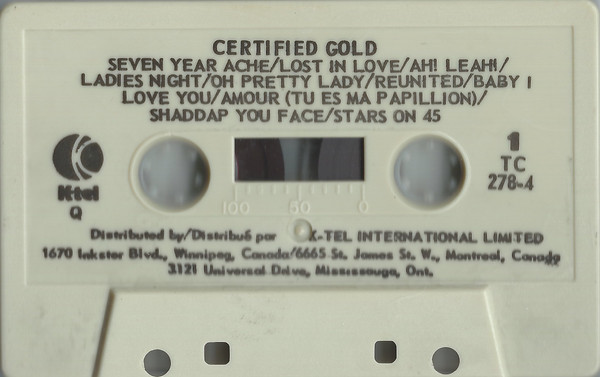 CERTIFIED GOLD
SEVEN YEAR ACHE/LOST IN LOVE/AH! LEAH!/
LADIES NIGHT/OH PRETTY LADY/REUNITED/BABY I
LOVE YOU/AMOUR (TU ES MA PAPILLION)/
SHADDAP YOU FACE/STARS ON 45
K-tel
Q
1
TC
278-4
100 50 0
Distributed by/Distribué par K-TEL INTERNATIONAL LIMITED
1670 Inkster Blvd., Winnipeg, Canada/6665 St. James St. W., Montreal, Canada
3121 Universal Drive, Mississauga, Ont.